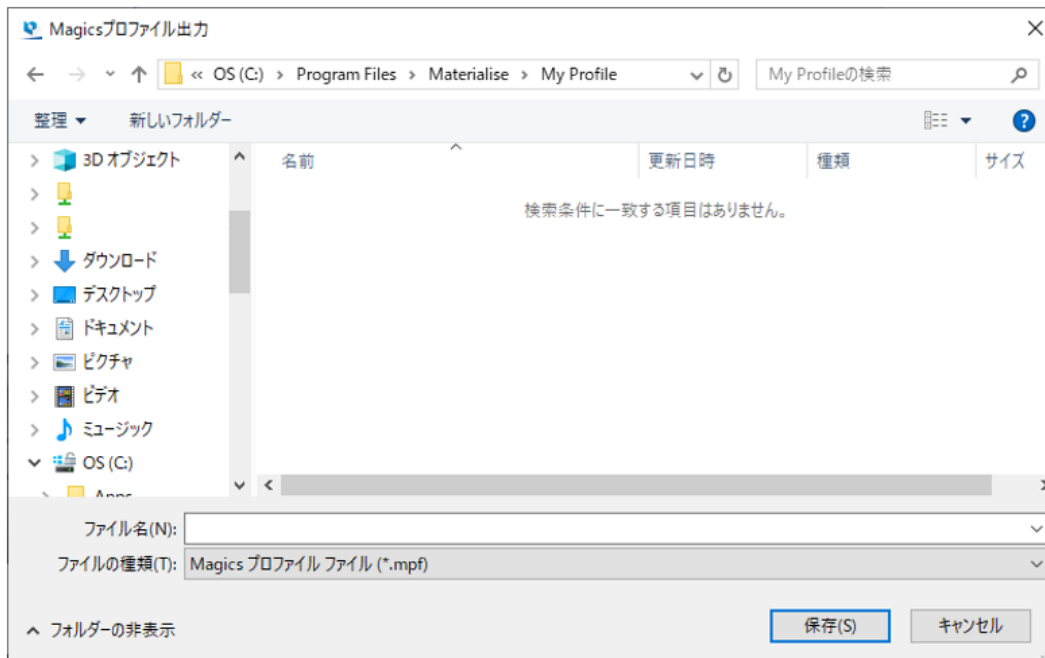 Magicsプロファイル出力
« OS (C:) › Program Files › Materialise › My Profile My Profileの検索
整理 新しいフォルダー
3D オブジェクト 名前 更新日時 種類 サイズ
検索条件に一致する項目はありません。
ダウンロード
デスクトップ
ドキュメント
ピクチャ
ビデオ
ミュージック
OS (C:)
Apps
ファイル名(N):
ファイルの種類(T): Magics プロファイル ファイル (*.mpf)
フォルダーの非表示 保存(S) キャンセル